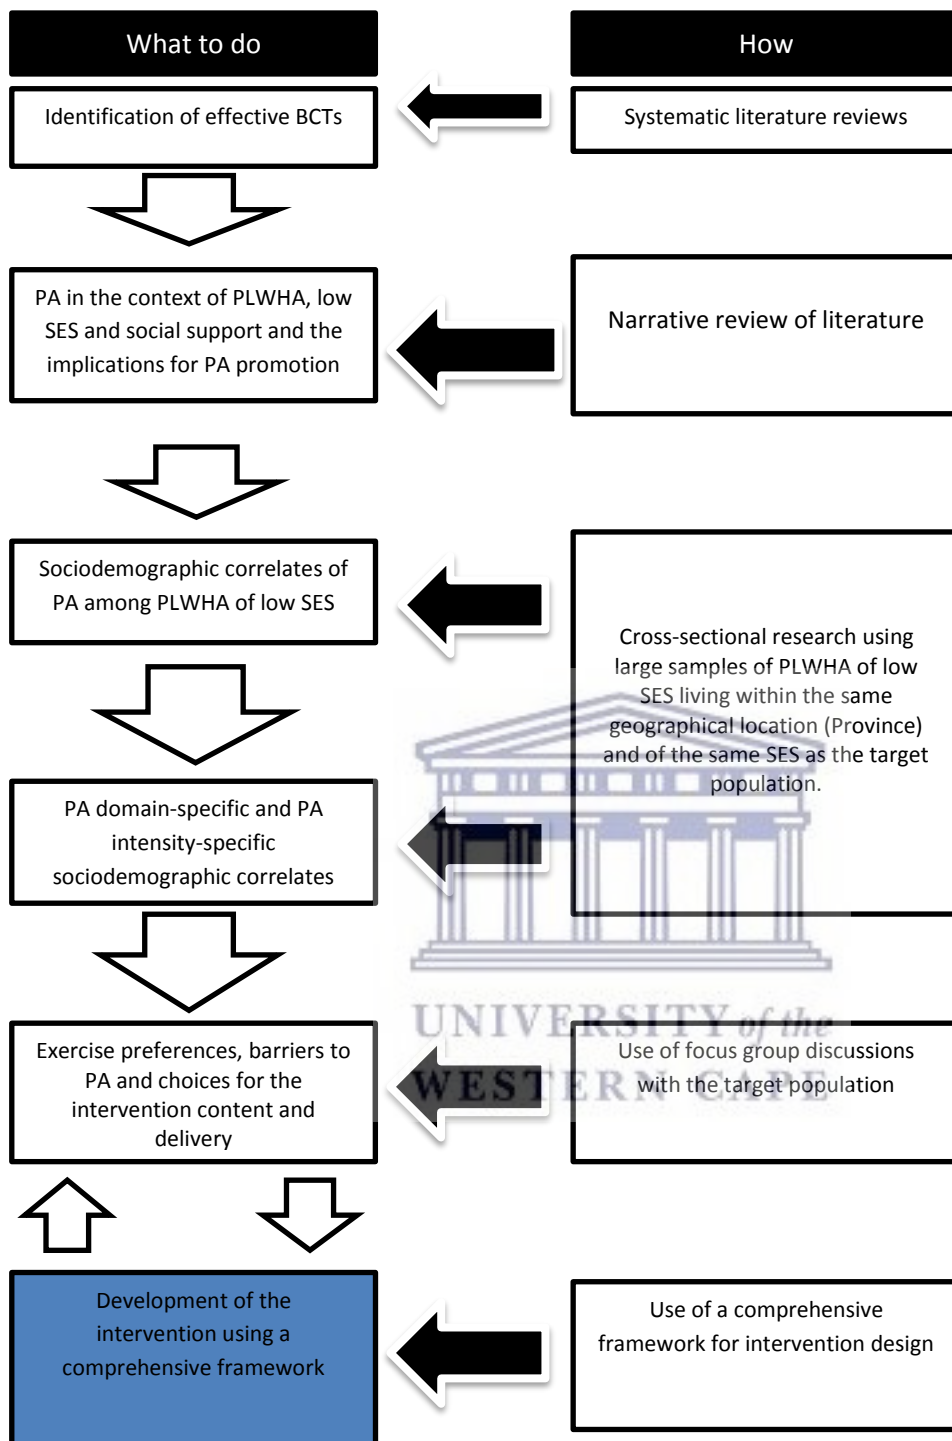 What to do
How
Identification of effective BCTs
Systematic literature reviews
PA in the context of PLWHA, low
SES and social support and the
implications for PA promotion
Narrative review of literature
Sociodemographic correlates of
PA among PLWHA of low SES
Cross-sectional research using
large samples of PLWHA of low
SES living within the same
geographical location (Province)
and of the same SES as the target
population.
PA domain-specific and PA
intensity-specific
sociodemographic correlates
UNIVERSITY of the
WESTERN CAPE
Exercise preferences, barriers to
PA and choices for the
intervention content and
delivery
Use of focus group discussions
with the target population
Development of the
intervention using a
comprehensive framework
Use of a comprehensive
framework for intervention design